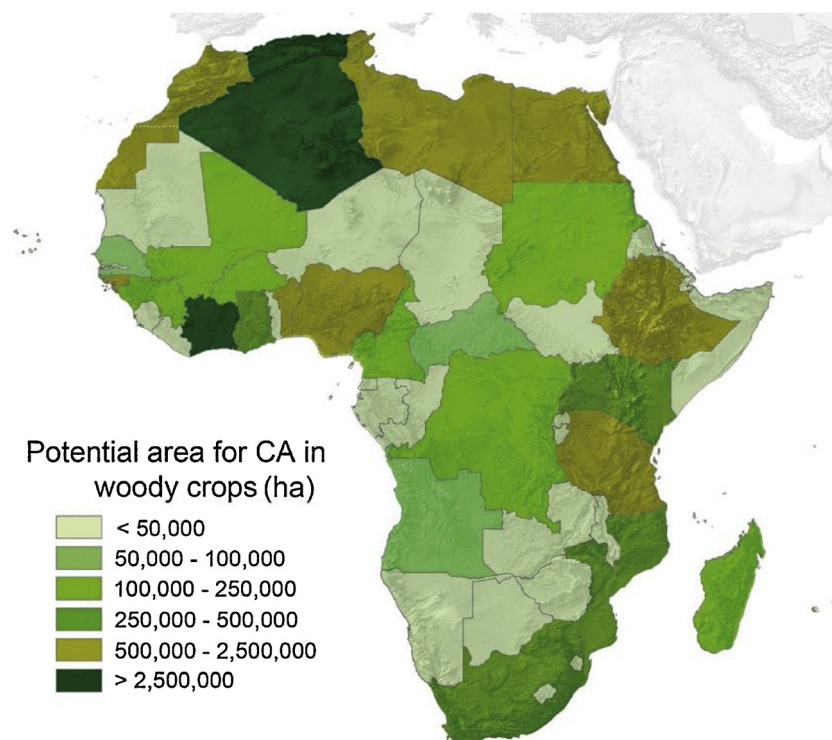 Potential area for CA in
woody crops (ha)
< 50,000
50,000 - 100,000
100,000 - 250,000
250,000 - 500,000
500,000 - 2,500,000
> 2,500,000